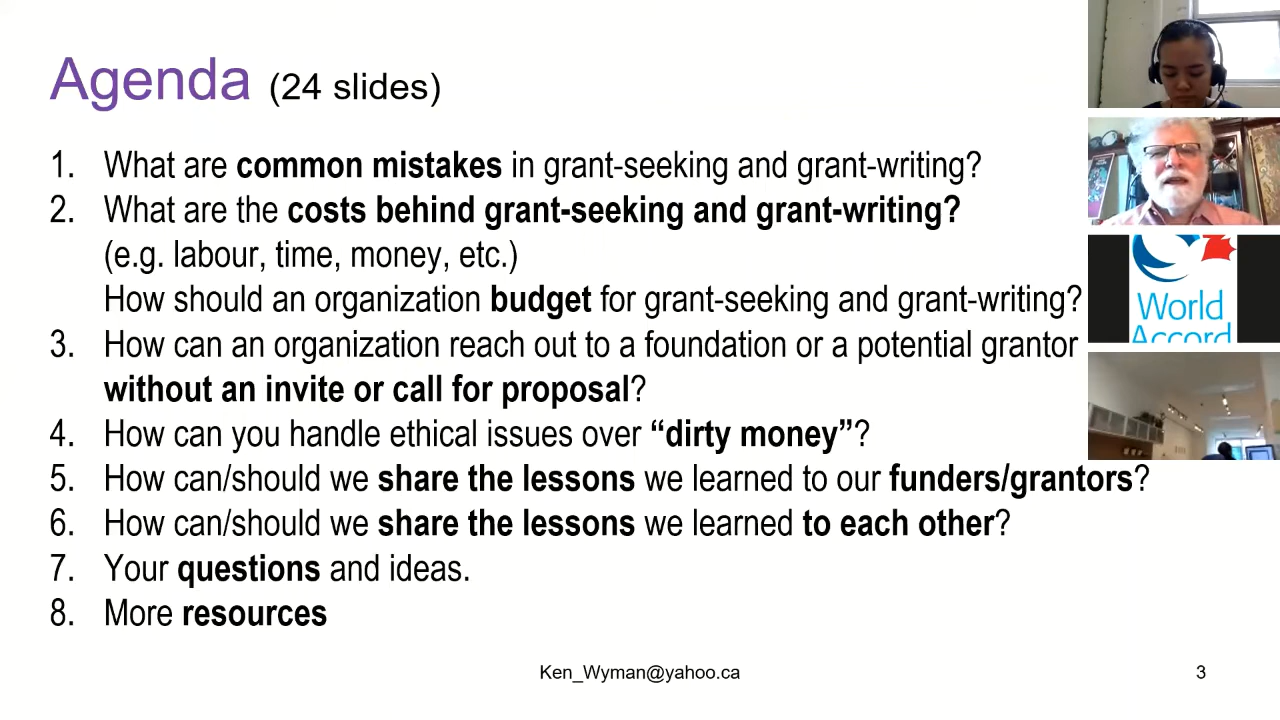 Agenda (24 slides)
1. What are common mistakes in grant-seeking and grant-writing?
2. What are the costs behind grant-seeking and grant-writing?
(e.g. labour, time, money, etc.)
How should an organization budget for grant-seeking and grant-writing?
3. How can an organization reach out to a foundation or a potential grantor
without an invite or call for proposal?
4. How can you handle ethical issues over “dirty money”?
5. How can/should we share the lessons we learned to our funders/grantors?
6. How can/should we share the lessons we learned to each other?
7. Your questions and ideas.
8. More resources
Ken_Wyman@yahoo.ca
3
World
Accord